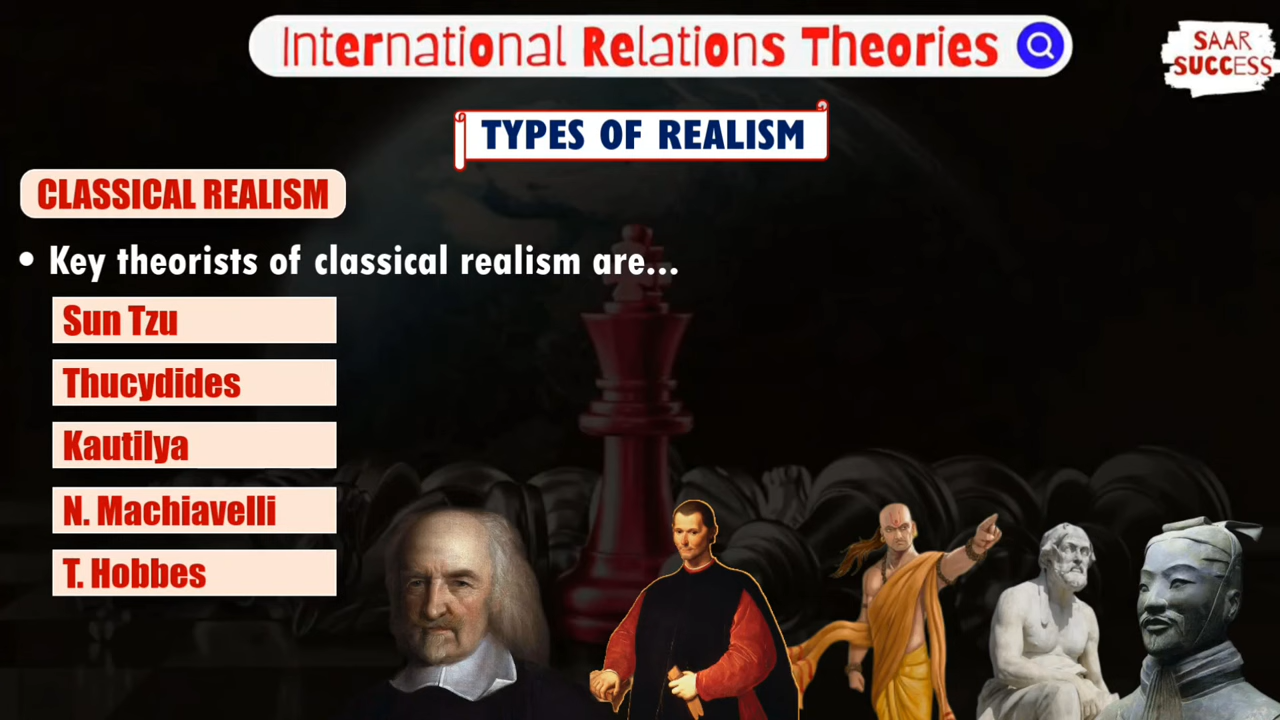 International Relations Theories
SAAR
SUCCESS
TYPES OF REALISM
CLASSICAL REALISM
• Key theorists of classical realism are...
Sun Tzu
Thucydides
Kautilya
N. Machiavelli
T. Hobbes